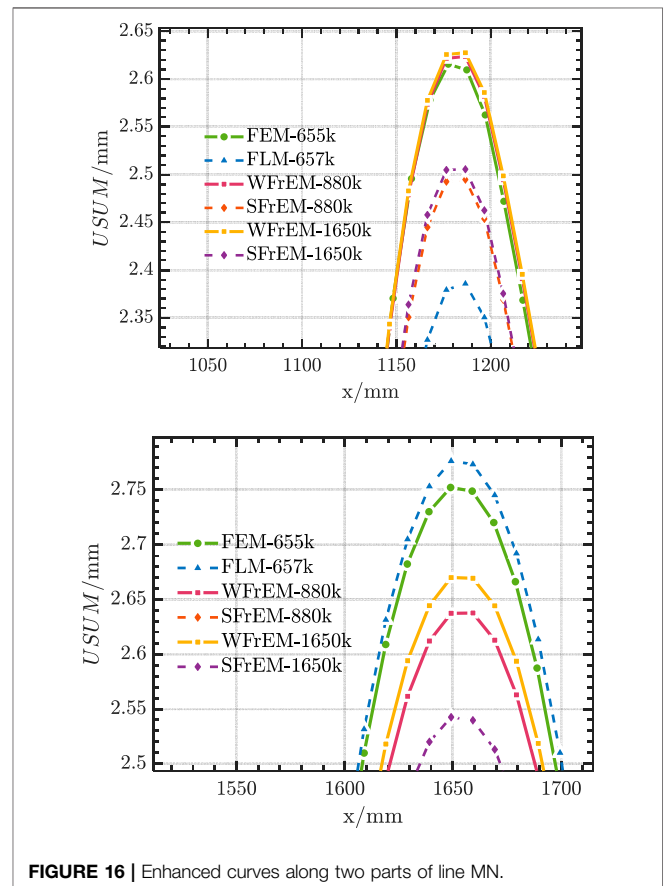 2.65
2.6
2.55
2.5
2.45
2.4
2.35
USUM/mm
FEM-655k
FLM-657k
WFrEM-880k
SFrEM-880k
WFrEM-1650k
SFrEM-1650k
1050 1100 1150 1200
x/mm
2.75
2.7
2.65
2.6
2.55
2.5
USUM/mm
FEM-655k
FLM-657k
WFrEM-880k
SFrEM-880k
WFrEM-1650k
SFrEM-1650k
1550 1600 1650 1700
x/mm
FIGURE 16 | Enhanced curves along two parts of line MN.